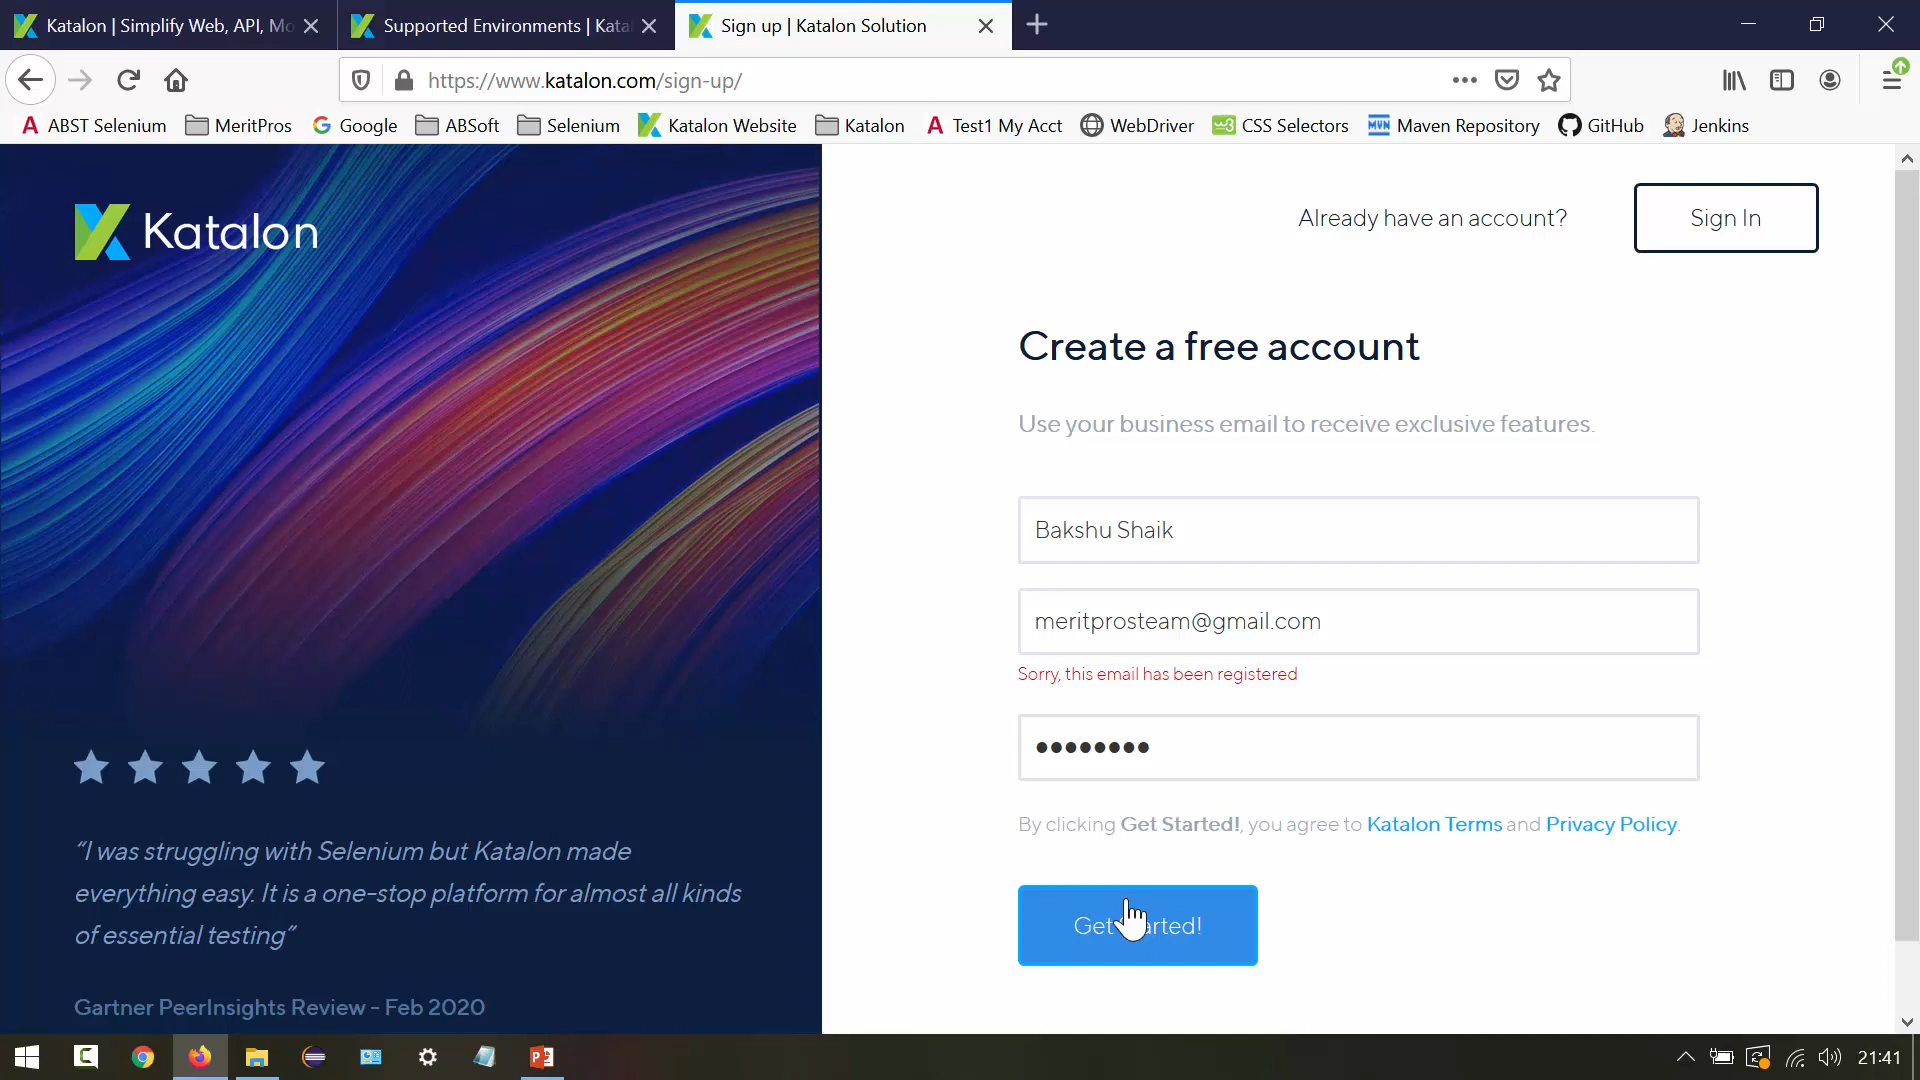 Katalon | Simplify Web, API, Mo
Supported Environments | Kata
Sign up | Katalon Solution
https://www.katalon.com/sign-up/
ABST Selenium
MeritPros
Google
ABSoft
Selenium
Katalon Website
Katalon
Test1 My Acct
WebDriver
CSS Selectors
Maven Repository
GitHub
Jenkins
Katalon
Already have an account?
Sign In
Create a free account
Use your business email to receive exclusive features.
Bakshu Shaik
meritprosteam@gmail.com
Sorry, this email has been registered
By clicking Get Started!, you agree to Katalon Terms and Privacy Policy.
Get Started!
“I was struggling with Selenium but Katalon made
everything easy. It is a one-stop platform for almost all kinds
of essential testing”
Gartner PeerInsights Review - Feb 2020
21:41